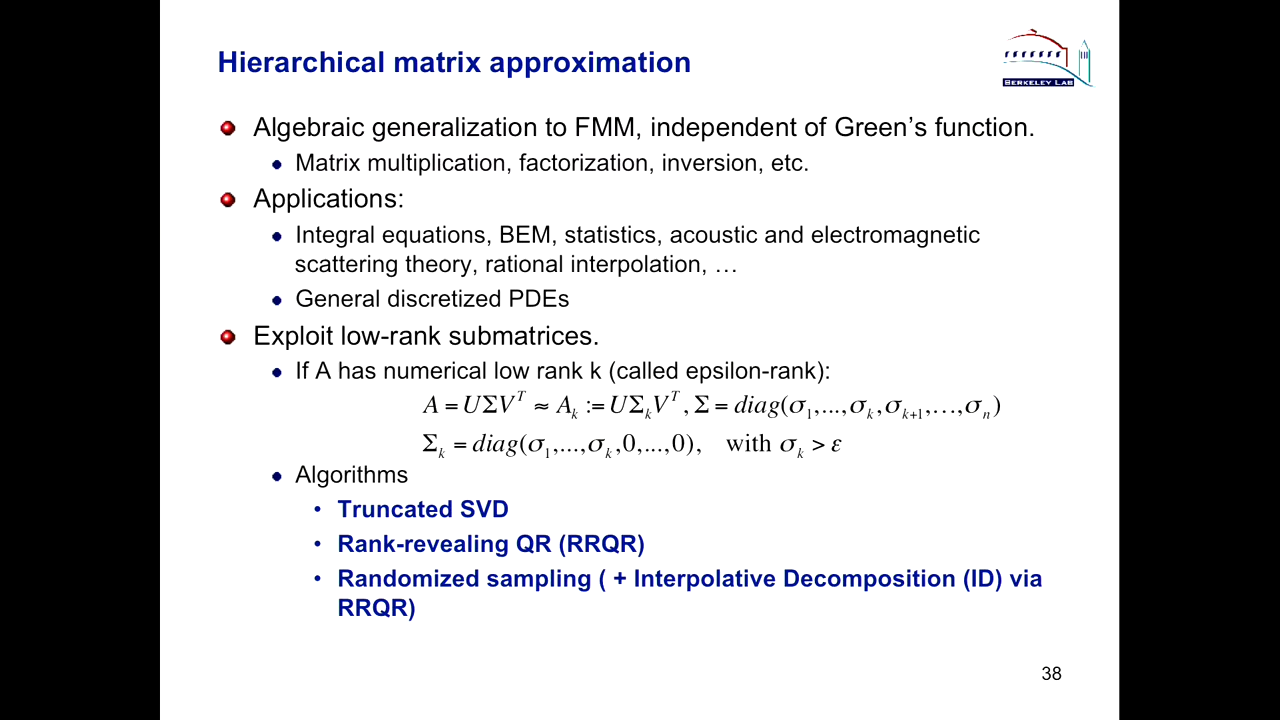 Hierarchical matrix approximation
BERKELEY LAB
Algebraic generalization to FMM, independent of Green’s function.
Matrix multiplication, factorization, inversion, etc.
Applications:
Integral equations, BEM, statistics, acoustic and electromagnetic
scattering theory, rational interpolation, …
General discretized PDEs
Exploit low-rank submatrices.
If A has numerical low rank k (called epsilon-rank):
A = UΣV^T ≈ A_k := UΣ_kV^T, Σ = diag(σ_1,...,σ_k,σ_{k+1},…,σ_n)
Σ_k = diag(σ_1,...,σ_k,0,...,0), with σ_k > ε
Algorithms
• Truncated SVD
• Rank-revealing QR (RRQR)
• Randomized sampling ( + Interpolative Decomposition (ID) via
RRQR)
38